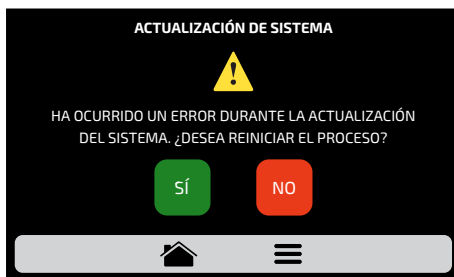 ACTUALIZACIÓN DE SISTEMA
!
HA OCURRIDO UN ERROR DURANTE LA ACTUALIZACIÓN
DEL SISTEMA. ¿DESEA REINICIAR EL PROCESO?
SÍ NO